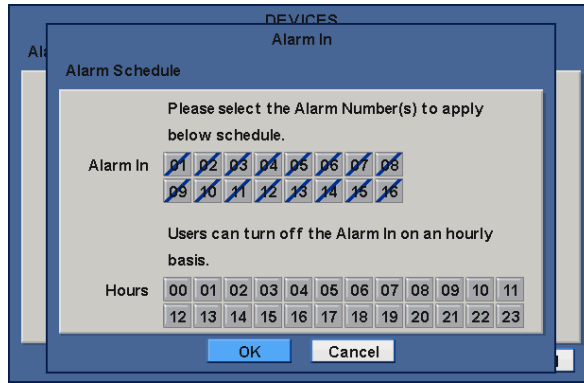 DEVICES
Alarm In
Alarm Schedule
Please select the Alarm Number(s) to apply
below schedule.
Alarm In 01 02 03 04 05 06 07 08
09 10 11 12 13 14 15 16
Users can turn off the Alarm In on an hourly
basis.
Hours 00 01 02 03 04 05 06 07 08 09 10 11
12 13 14 15 16 17 18 19 20 21 22 23
OK Cancel